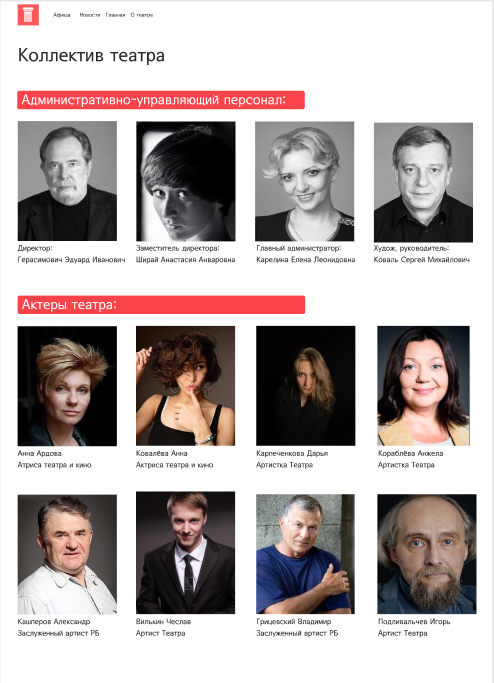 Афиша Новости Главная О театре
Коллектив театра
Административно-управляющий персонал:
Директор:
Герасимович Эдуард Иванович
Заместитель директора:
Ширай Анастасия Анваровна
Главный администратор:
Карелина Елена Леонидовна
Худож. руководитель:
Коваль Сергей Михайлович
Актеры театра:
Анна Ардова
Атриса театра и кино
Ковалёва Анна
Актриса театра и кино
Карпеченкова Дарья
Артистка Театра
Кораблёва Анжела
Артистка Театра
Кашперов Александр
Заслуженный артист РБ
Вилькин Чеслав
Артист Театра
Грицевский Владимир
Заслуженный артист РБ
Подливальчев Игорь
Артист Театра